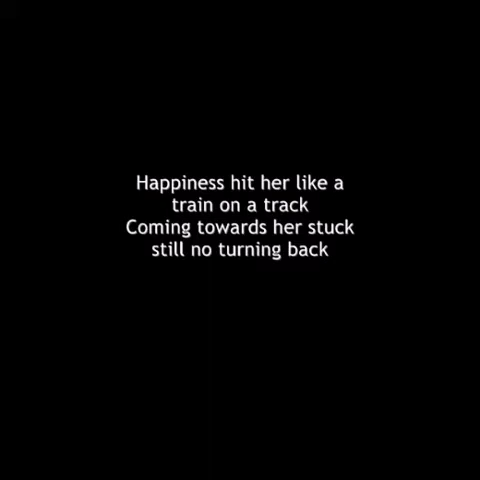 Happiness hit her like a
train on a track
Coming towards her stuck
still no turning back